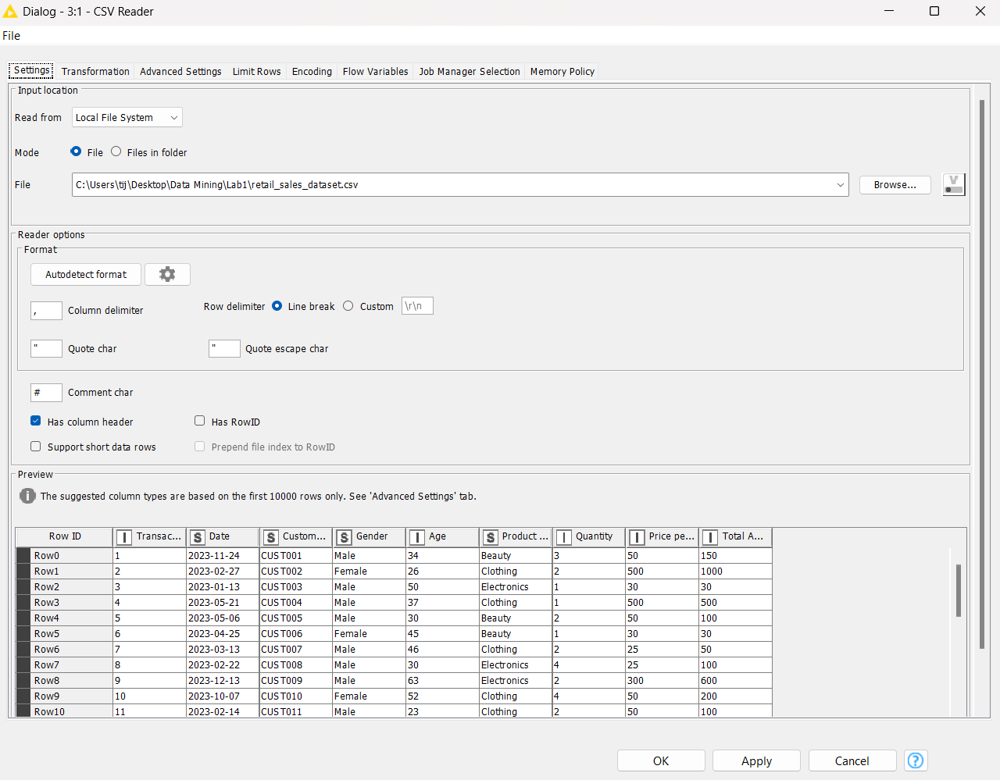 Dialog - 3:1 - CSV Reader
File
Settings Transformation Advanced Settings Limit Rows Encoding Flow Variables Job Manager Selection Memory Policy
Input location
Read from Local File System
Mode File Files in folder
File C:\Users\tij\Desktop\Data Mining\Lab1\retail_sales_dataset.csv Browse... V
Reader options
Format
Autodetect format
, Column delimiter Row delimiter Line break Custom \r\n
" Quote char " Quote escape char
# Comment char
Has column header Has RowID
Support short data rows Prepend file index to RowID
Preview
i The suggested column types are based on the first 10000 rows only. See 'Advanced Settings' tab.
Row ID I Transac... S Date S Custom... S Gender I Age S Product ... I Quantity I Price pe... I Total A...
Row0 1 2023-11-24 CUST001 Male 34 Beauty 3 50 150
Row1 2 2023-02-27 CUST002 Female 26 Clothing 2 500 1000
Row2 3 2023-01-13 CUST003 Male 50 Electronics 1 30 30
Row3 4 2023-05-21 CUST004 Male 37 Clothing 1 500 500
Row4 5 2023-05-06 CUST005 Male 30 Beauty 2 50 100
Row5 6 2023-04-25 CUST006 Female 45 Beauty 1 30 30
Row6 7 2023-03-13 CUST007 Male 46 Clothing 2 25 50
Row7 8 2023-02-22 CUST008 Male 30 Electronics 4 25 100
Row8 9 2023-12-13 CUST009 Male 63 Electronics 2 300 600
Row9 10 2023-10-07 CUST010 Female 52 Clothing 4 50 200
Row10 11 2023-02-14 CUST011 Male 23 Clothing 2 50 100
OK Apply Cancel ?